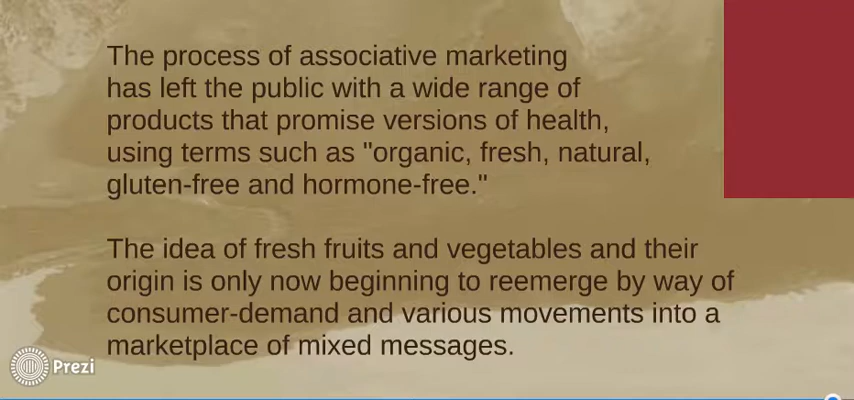 The process of associative marketing
has left the public with a wide range of
products that promise versions of health,
using terms such as "organic, fresh, natural,
gluten-free and hormone-free."
The idea of fresh fruits and vegetables and their
origin is only now beginning to reemerge by way of
consumer-demand and various movements into a
marketplace of mixed messages.
Prezi